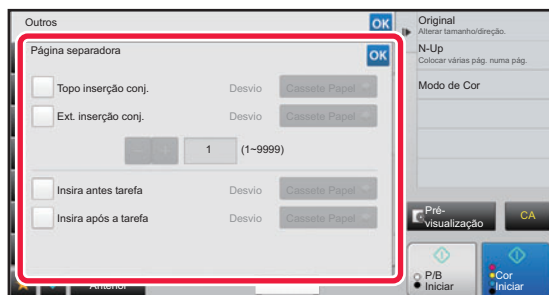 Outros
OK
Página separadora
OK
Topo inserção conj.
Desvio
Cassete Papel
Ext. inserção conj.
Desvio
Cassete Papel
1
(1~9999)
Insira antes tarefa
Desvio
Cassete Papel
Insira após a tarefa
Desvio
Cassete Papel
Anterior
Original
Alterar tamanho/direção.
N-Up
Colocar várias pág. numa pág.
Modo de Cor
Pré-
visualização
CA
P/B
Iniciar
Cor
Iniciar